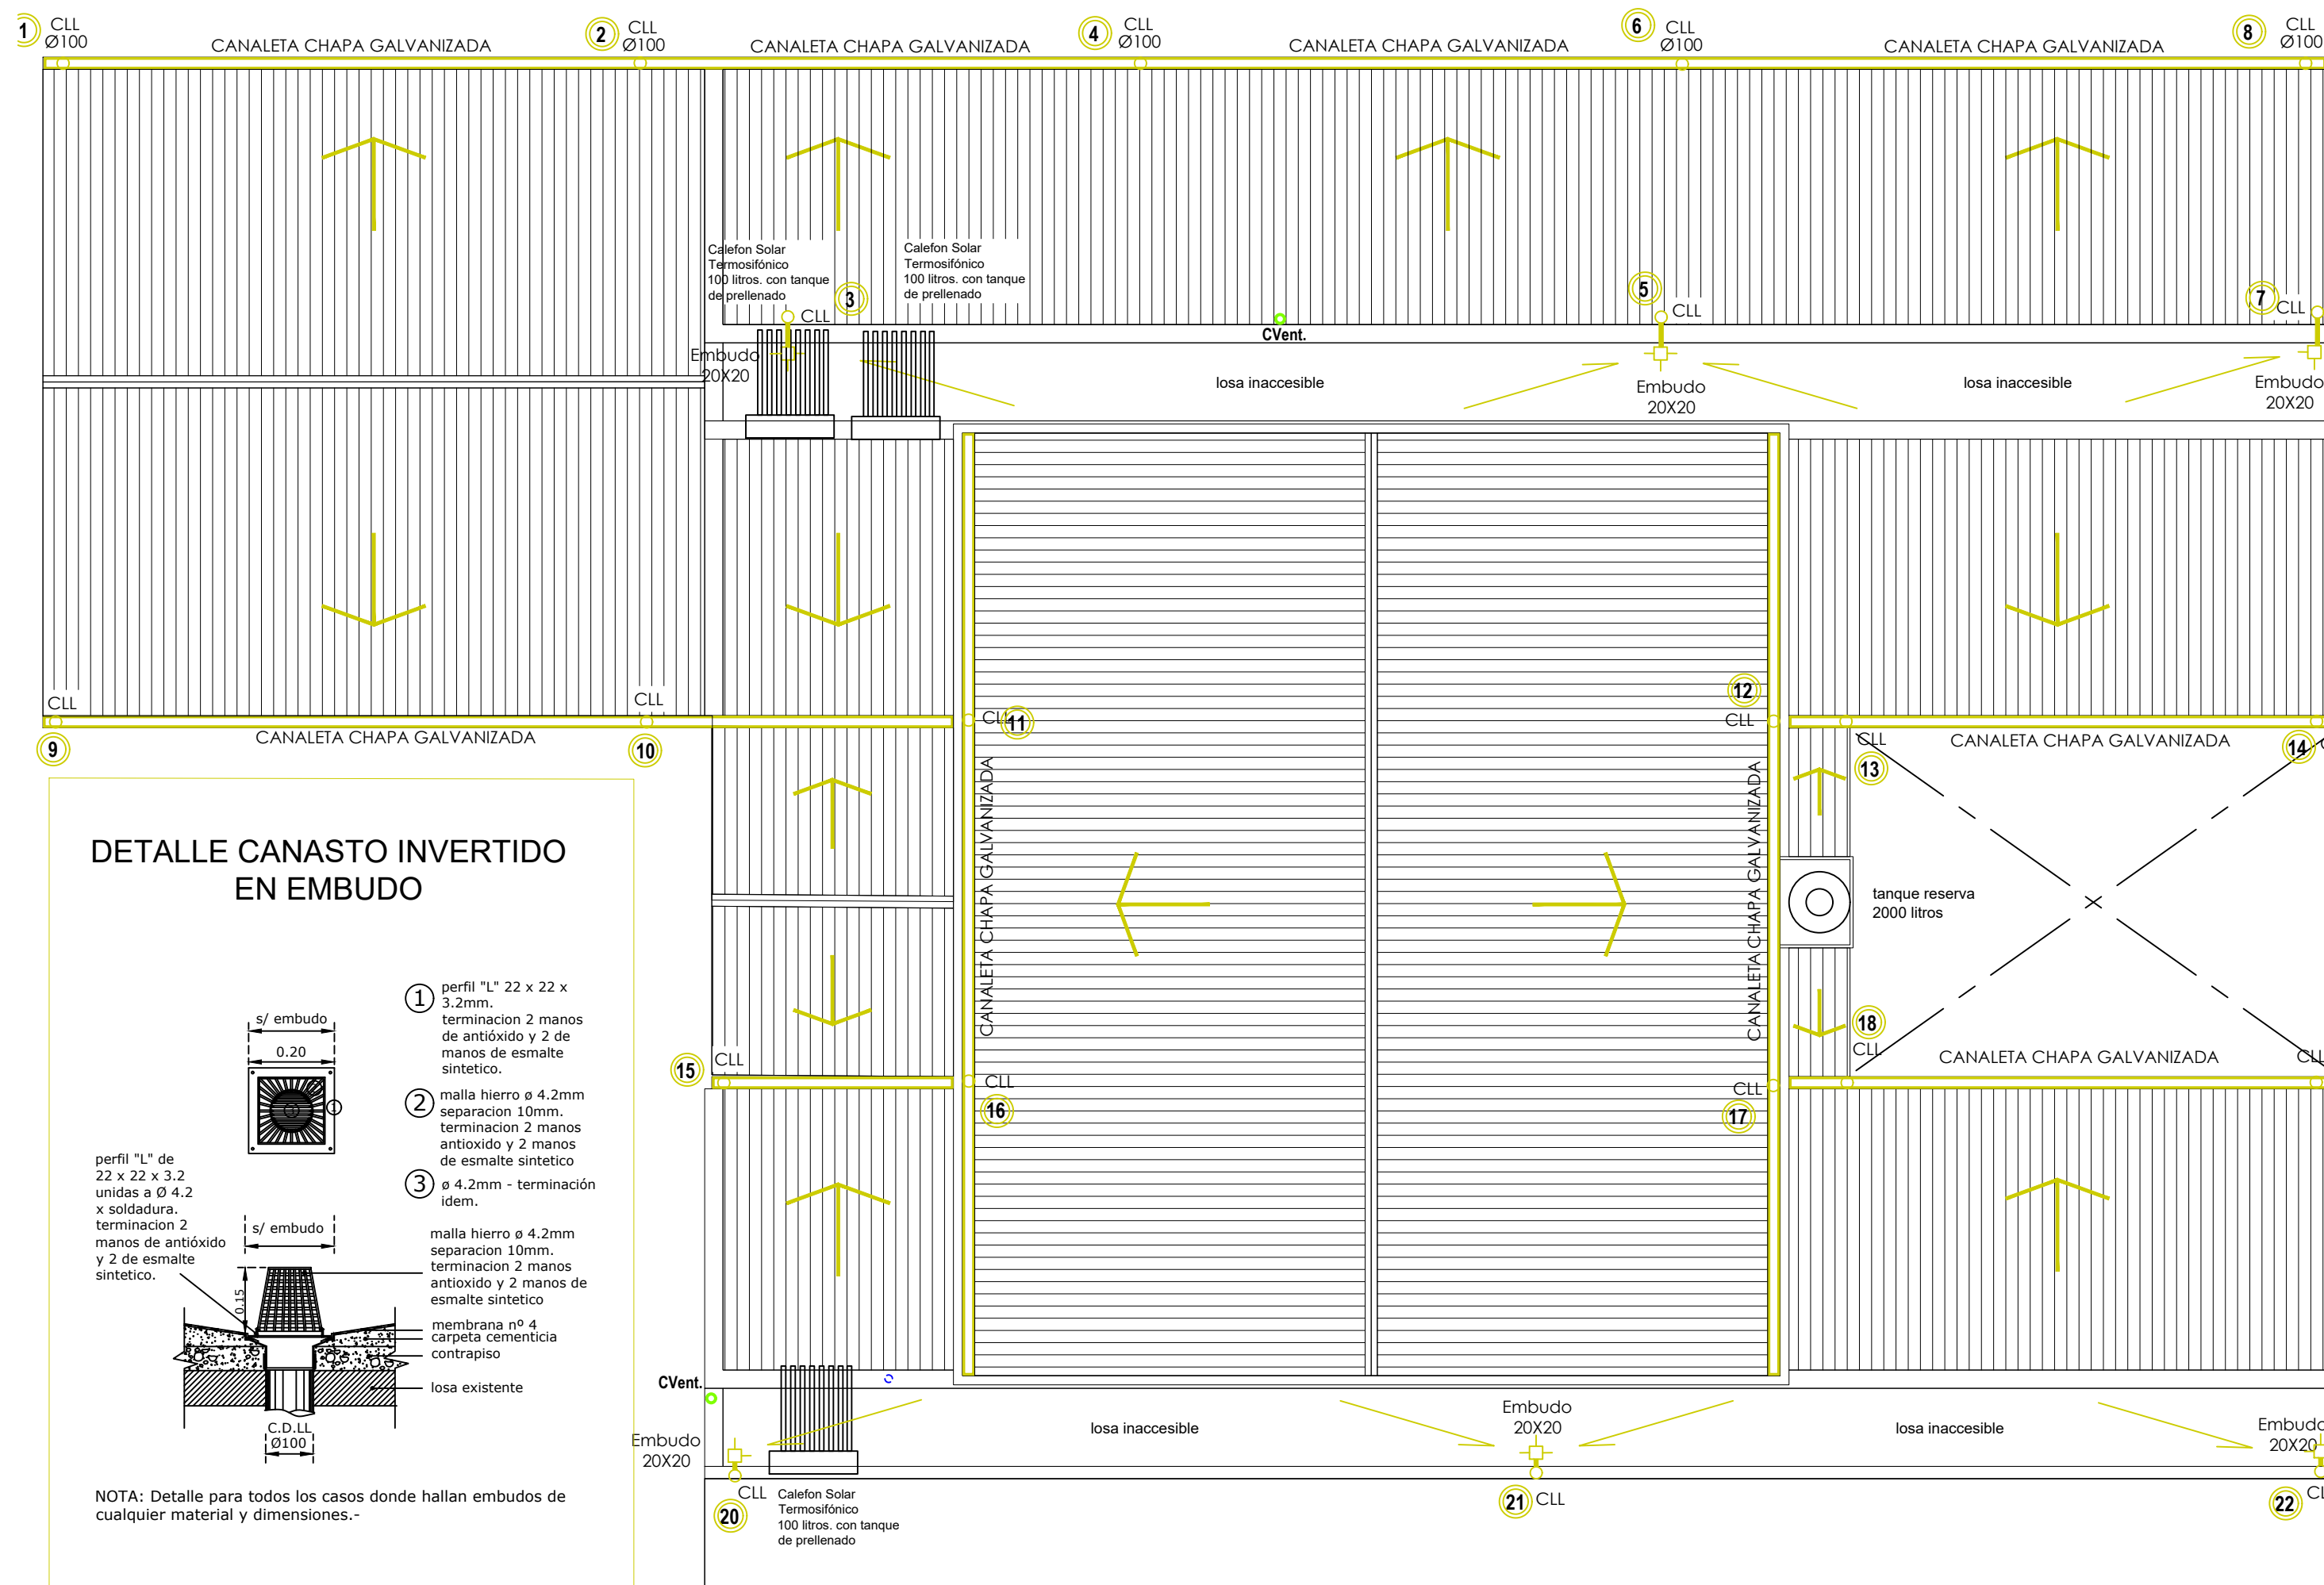 1
CLL
Ø100
CANALETA CHAPA GALVANIZADA
2
CLL
Ø100
CANALETA CHAPA GALVANIZADA
4
CLL
Ø100
CANALETA CHAPA GALVANIZADA
6
CLL
Ø100
CANALETA CHAPA GALVANIZADA
8
CLL
Ø100
Calefon Solar
Termosifónico
100 litros. con tanque
de prellenado
3
CLL
Calefon Solar
Termosifónico
100 litros. con tanque
de prellenado
5
CLL
7
CLL
CVent.
Embudo
20X20
losa inaccesible
Embudo
20X20
losa inaccesible
Embudo
20X20
CLL
9
CANALETA CHAPA GALVANIZADA
CLL
10
CLL
11
12
CLL
CLL
13
CANALETA CHAPA GALVANIZADA
14
CANALETA CHAPA GALVANIZADA
CANALETA CHAPA GALVANIZADA
tanque reserva
2000 litros
18
CLL
CANALETA CHAPA GALVANIZADA
CLL
15
CLL
CLL
16
CLL
17
DETALLE CANASTO INVERTIDO
EN EMBUDO
s/ embudo
0.20
1
1
perfil "L" 22 x 22 x
3.2mm.
terminacion 2 manos
de antióxido y 2 de
manos de esmalte
sintetico.
2
malla hierro ø 4.2mm
separacion 10mm.
terminacion 2 manos
antioxido y 2 manos
de esmalte sintetico
3
ø 4.2mm - terminación
idem.
perfil "L" de
22 x 22 x 3.2
unidas a Ø 4.2
x soldadura.
terminacion 2
manos de antióxido
y 2 de esmalte
sintetico.
s/ embudo
0.15
malla hierro ø 4.2mm
separacion 10mm.
terminacion 2 manos
antioxido y 2 manos de
esmalte sintetico
membrana nº 4
carpeta cementicia
contrapiso
losa existente
C.D.LL
Ø100
NOTA: Detalle para todos los casos donde hallan embudos de
cualquier material y dimensiones.-
CVent.
Embudo
20X20
losa inaccesible
Embudo
20X20
losa inaccesible
Embudo
20X20
CLL
20
Calefon Solar
Termosifónico
100 litros. con tanque
de prellenado
21
CLL
22